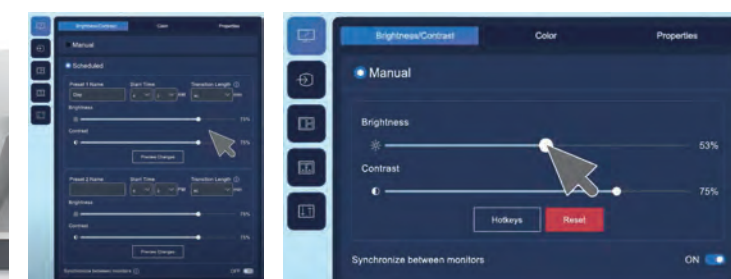 Brightness/Contrast Color Properties
Manual
Scheduled
Preset 1 Name Start Time Transition Length
Day
Brightness
75%
Contrast
75%
Preview Changes
Preset 2 Name Start Time Transition Length
Brightness
75%
Contrast
75%
Preview Changes
Synchronize between monitors OFF
Brightness/Contrast Color Properties
Manual
Brightness
53%
Contrast
75%
Hotkeys Reset
Synchronize between monitors ON